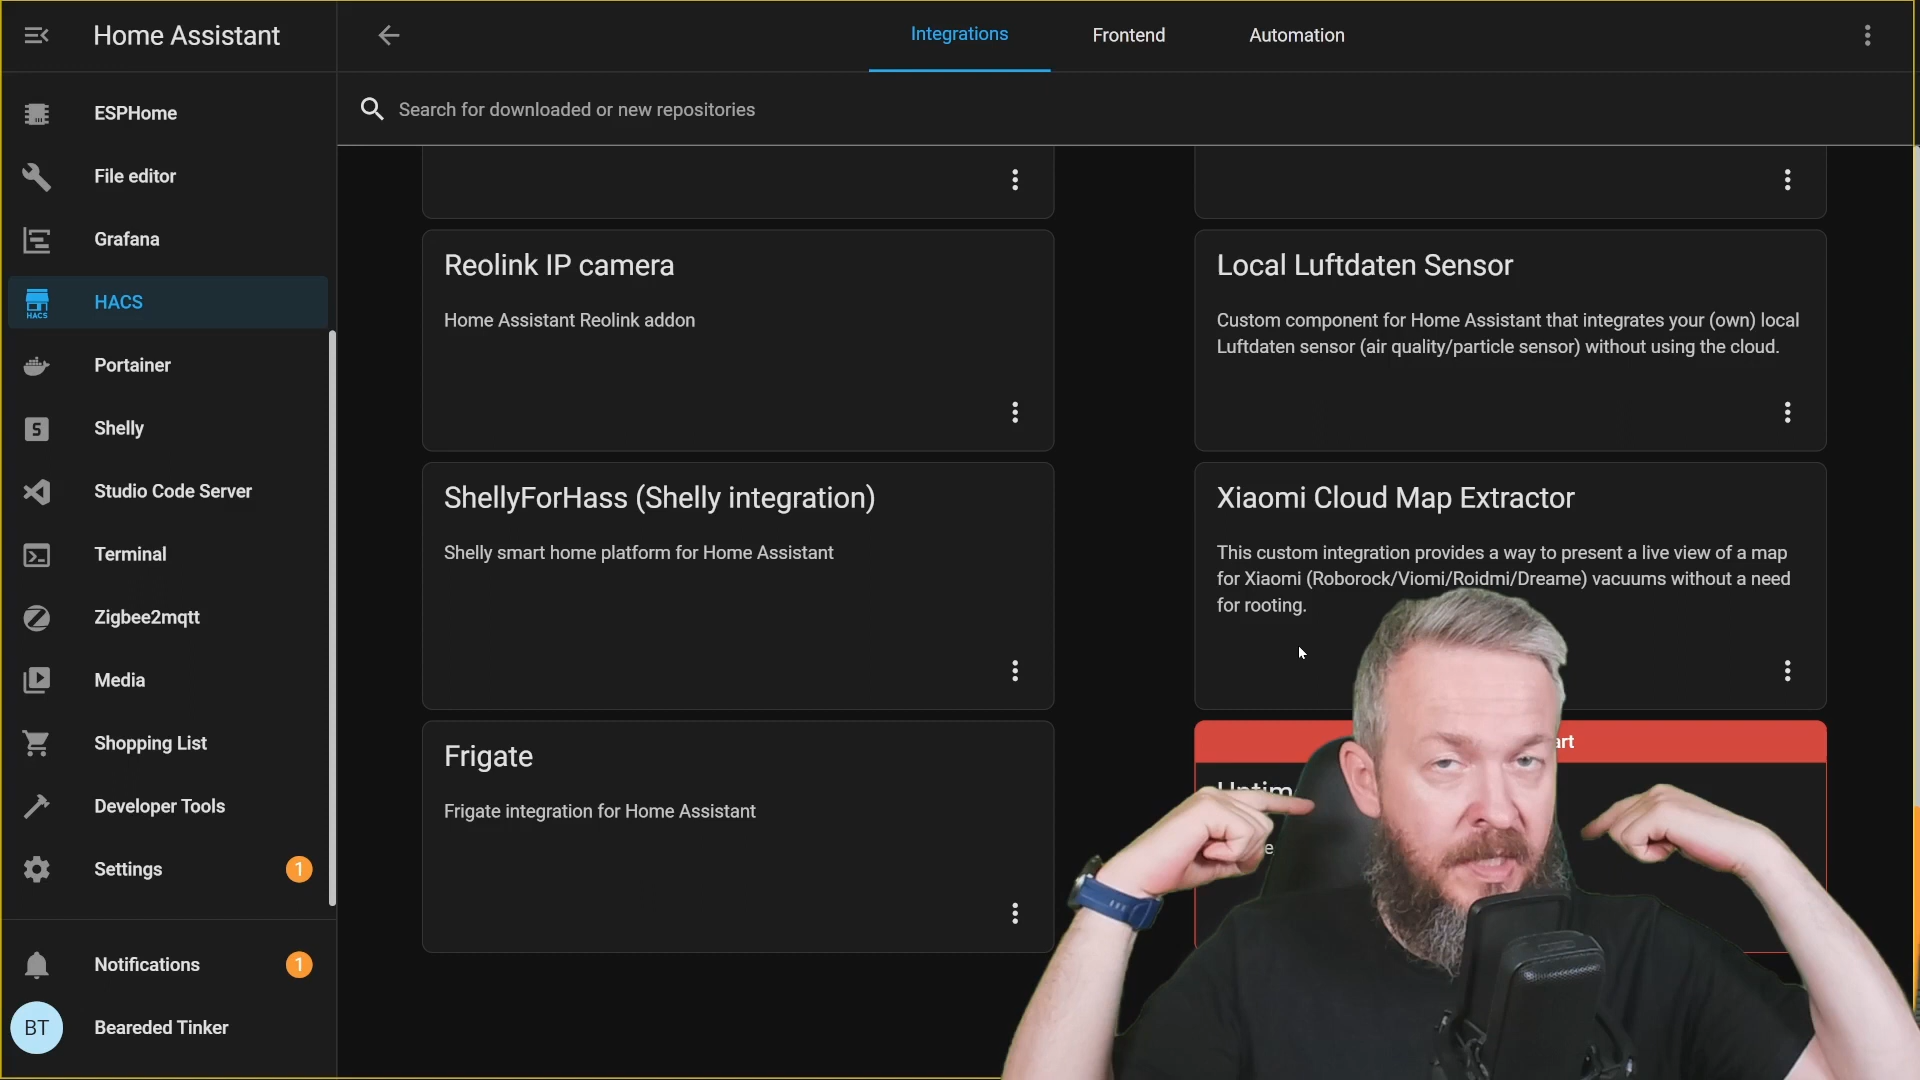 Home Assistant
Integrations
Frontend
Automation
Search for downloaded or new repositories
ESPHome
File editor
Grafana
HACS
HACS
Portainer
Shelly
Studio Code Server
Terminal
Zigbee2mqtt
Media
Shopping List
Developer Tools
Settings
1
Notifications
1
BT
Beareded Tinker
Reolink IP camera
Home Assistant Reolink addon
Local Luftdaten Sensor
Custom component for Home Assistant that integrates your (own) local
Luftdaten sensor (air quality/particle sensor) without using the cloud.
ShellyForHass (Shelly integration)
Shelly smart home platform for Home Assistant
Xiaomi Cloud Map Extractor
This custom integration provides a way to present a live view of a map
for Xiaomi (Roborock/Viomi/Roidmi/Dreame) vacuums without a need
for rooting.
Frigate
Frigate integration for Home Assistant